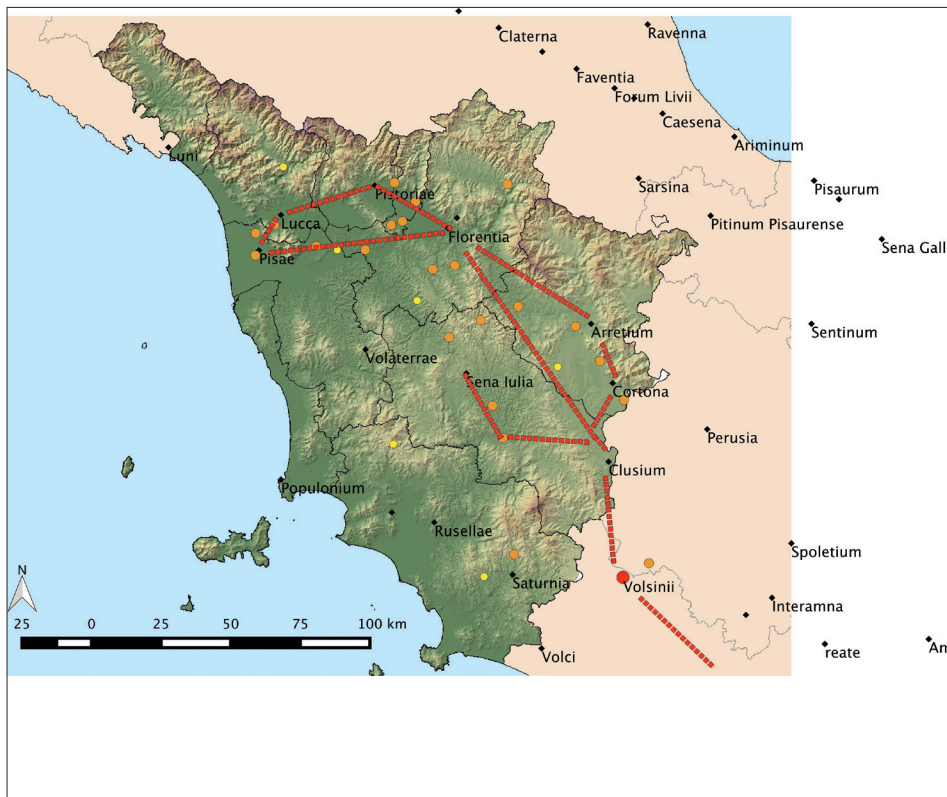 Claterna
Ravenna
Faventia
Forum Livii
Caesena
Ariminum
Luni
Pistoriae
Sarsina
Pisaurum
Lucca
Pitinum Pisaurense
Pisae
Florentia
Sena Gall
Arretium
Sentinum
Volaterrae
Sena Iulia
Cortona
Perusia
Clusium
Populonium
Rusellae
Spoletium
N
Saturnia
Volsinii
Interamna
25 0 25 50 75 100 km
Volci
reate
Am